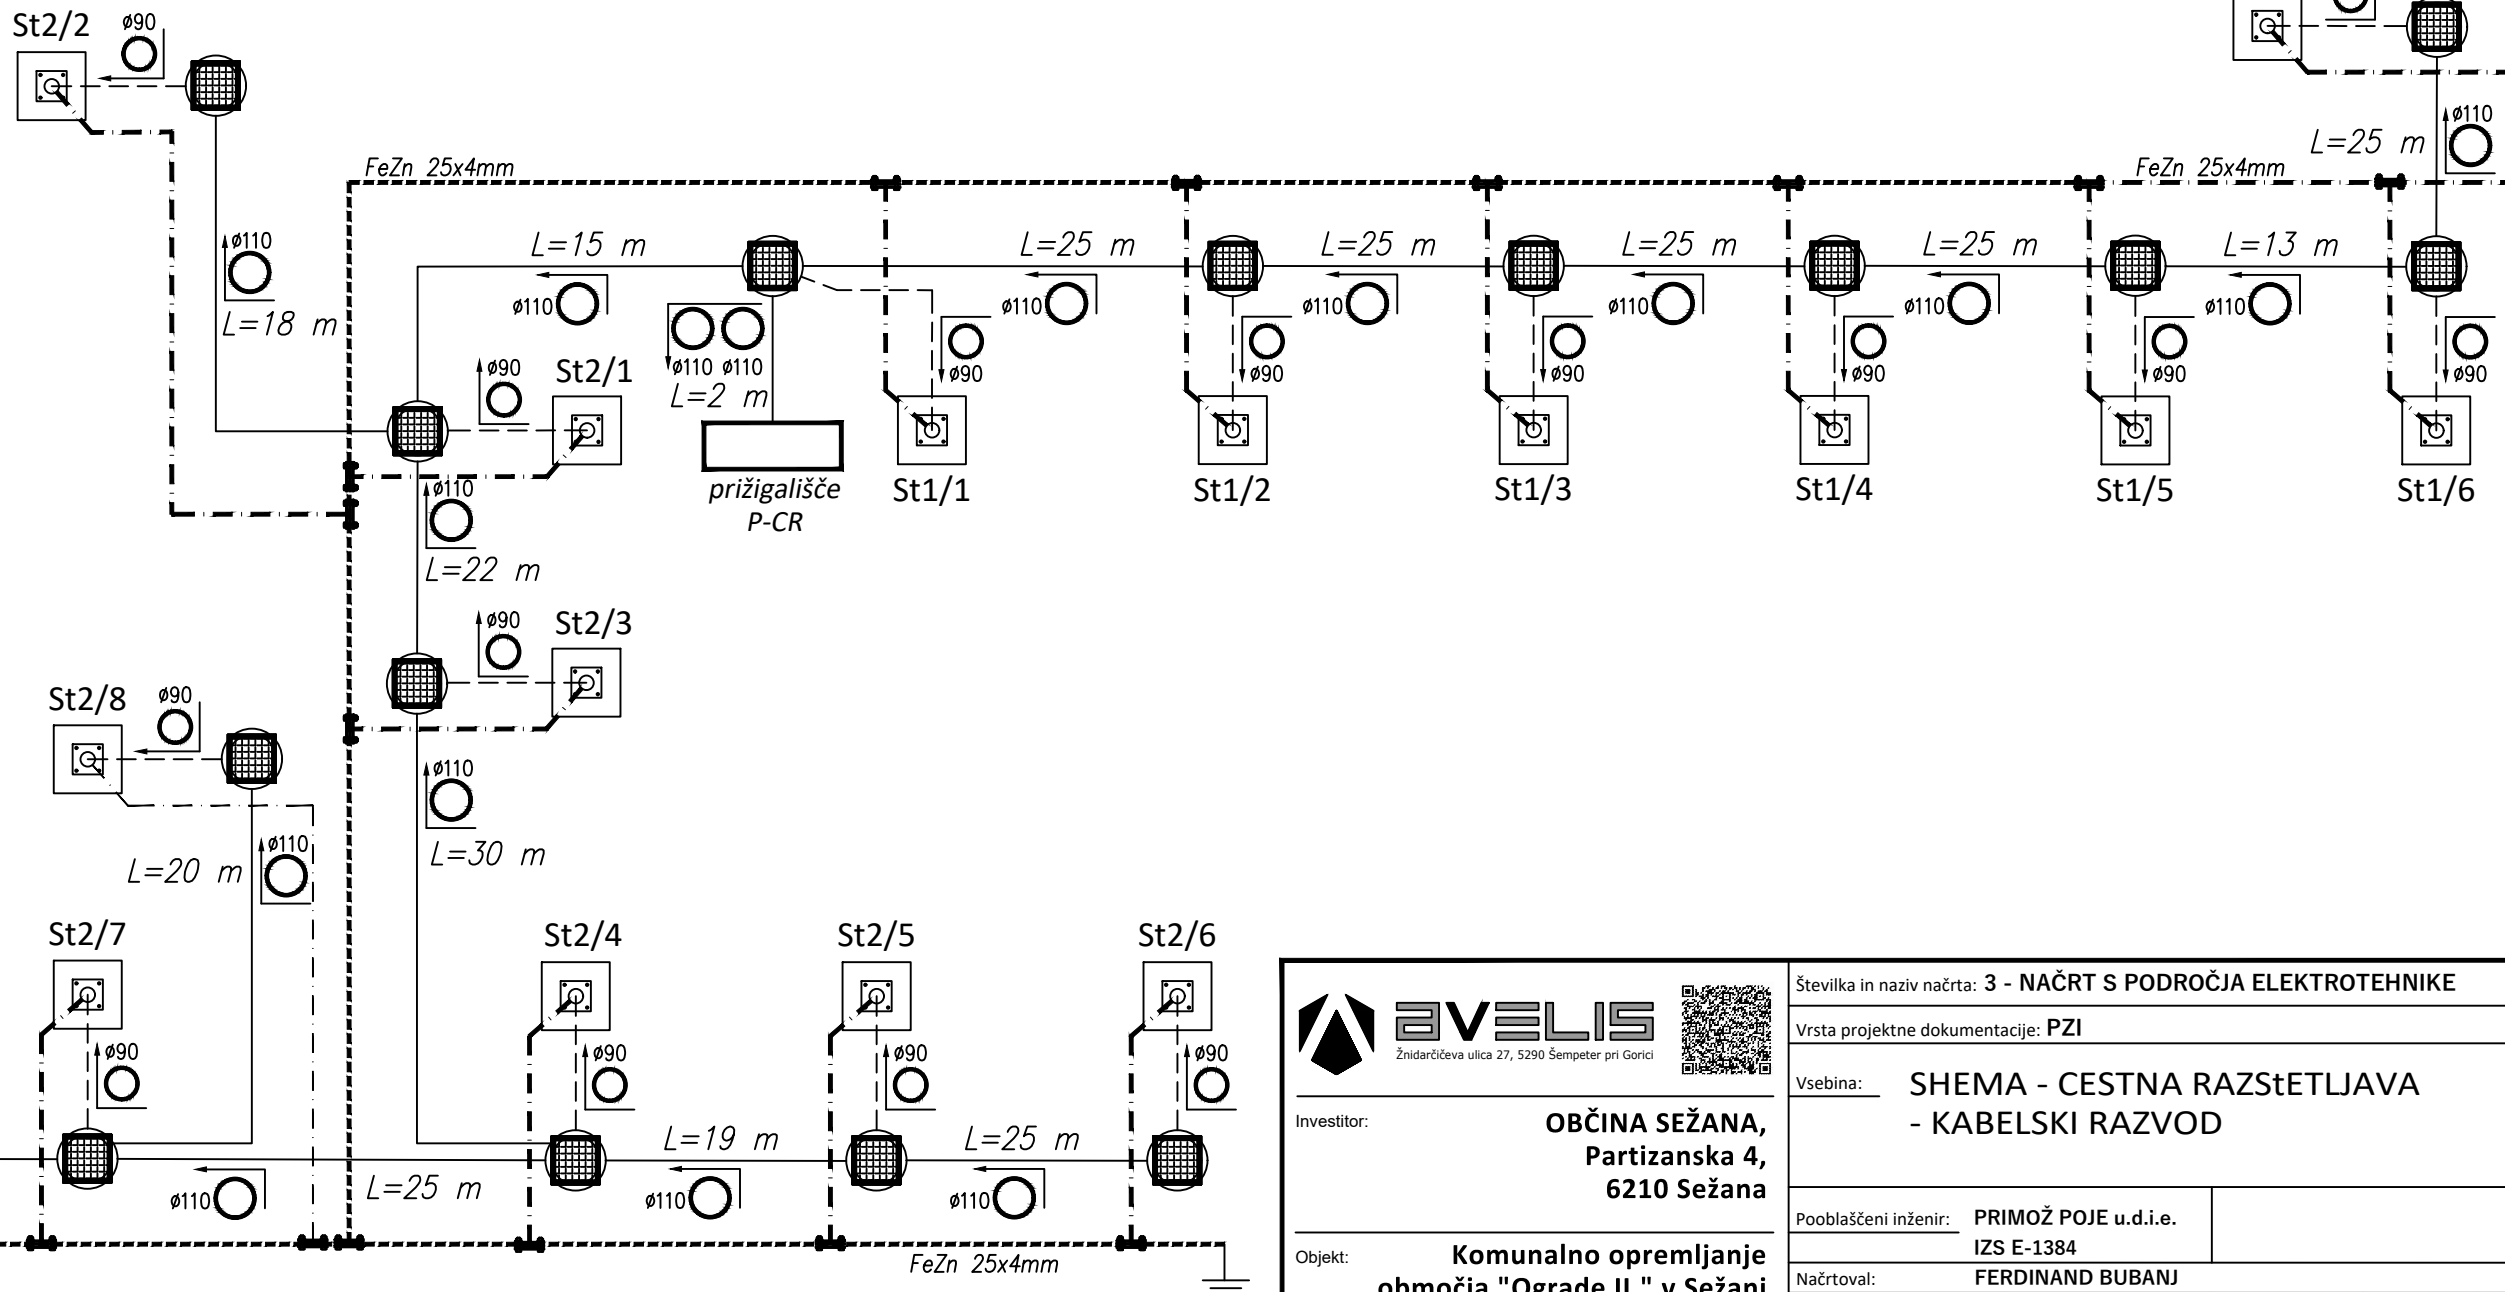 St2/2
ø90
ø110
L=18 m
FeZn 25x4mm
L=15 m
ø110
ø110 ø110
L=2 m
prižigališče
P-CR
L=25 m
ø110
L=25 m
ø110
L=25 m
ø110
L=25 m
ø110
L=13 m
ø110
FeZn 25x4mm
L=25 m
ø110
ø90
St1/1
ø90
St1/2
ø90
St1/3
ø90
St1/4
ø90
St1/5
ø90
St1/6
ø90
St2/1
ø110
L=22 m
ø90
St2/3
ø110
L=30 m
St2/8
ø90
L=20 m
ø110
St2/7
ø90
St2/4
ø90
St2/5
ø90
St2/6
ø90
ø110
L=25 m
L=19 m
ø110
L=25 m
ø110
FeZn 25x4mm
AVELIS
Žnidarčičeva ulica 27, 5290 Šempeter pri Gorici
Investitor:
OBČINA SEŽANA,
Partizanska 4,
6210 Sežana
Objekt:
Komunalno opremljanje
območja "Ograde II." v Sežani
Številka in naziv načrta: 3 - NAČRT S PODROČJA ELEKTROTEHNIKE
Vrsta projektne dokumentacije: PZI
Vsebina:
SHEMA - CESTNA RAZStETLJAVA
- KABELSKI RAZVOD
Pooblaščeni inženir: PRIMOŽ POJE u.d.i.e.
IZS E-1384
Načrtoval: FERDINAND BUBANJ